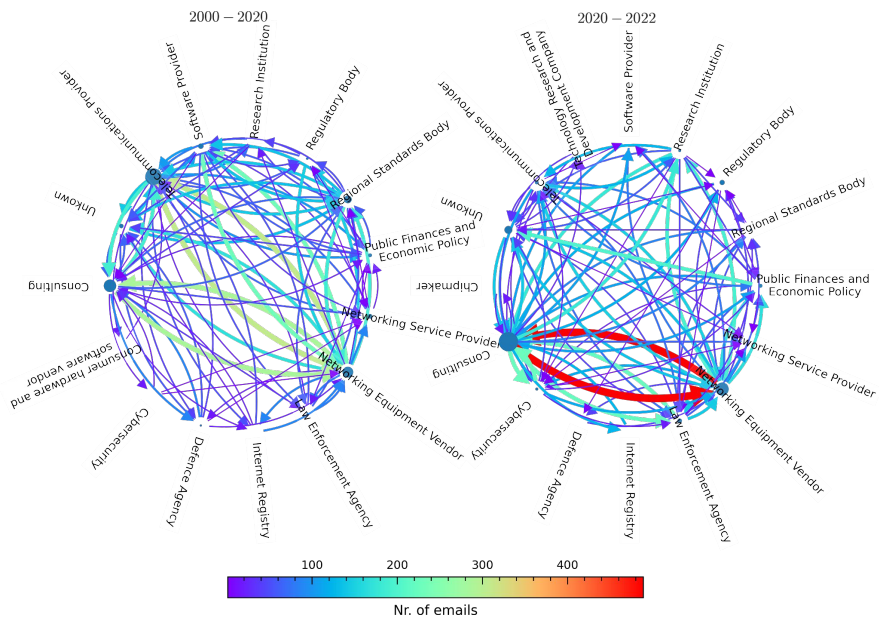 2000 − 2020
Research Institution
Software Provider
Regulatory Body
Telecommunications Provider
Regional Standards Body
Unkown
Public Finances and
Economic Policy
Consulting
Networking Service Provider
Consumer hardware and
software vendor
Networking Equipment Vendor
Cybersecurity
Law Enforcement Agency
Defence Agency
Internet Registry
2020 − 2022
Technology Research and
Development Company
Software Provider
Research Institution
Telecommunications Provider
Regulatory Body
Unkown
Regional Standards Body
Chipmaker
Public Finances and
Economic Policy
Consulting
Networking Service Provider
Cybersecurity
Networking Equipment Vendor
Defence Agency
Law Enforcement Agency
Internet Registry
100 200 300 400
Nr. of emails